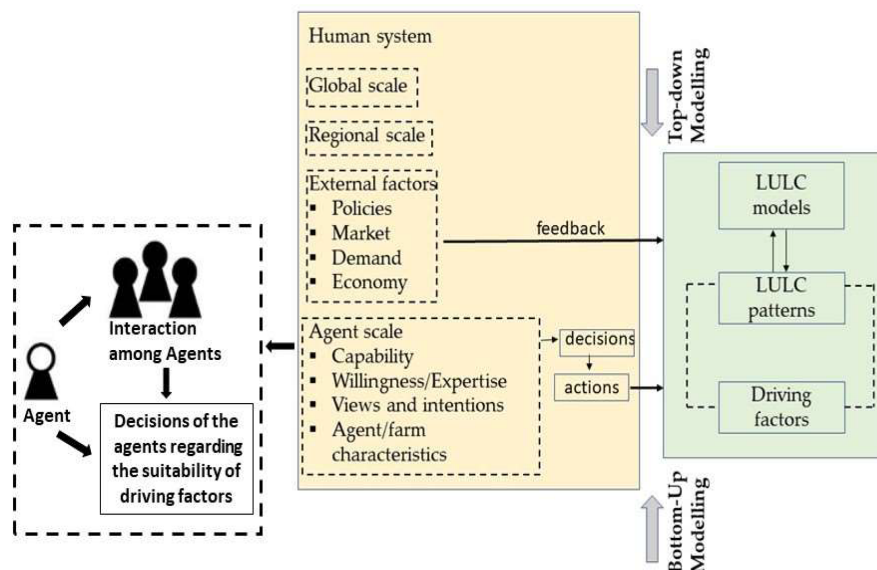 Human system
Global scale
Regional scale
External factors
▪ Policies
▪ Market
▪ Demand
▪ Economy
feedback
Agent scale
▪ Capability
▪ Willingness/Expertise
▪ Views and intentions
▪ Agent/farm
characteristics
decisions
actions
Interaction
among Agents
Agent
Decisions of the
agents regarding
the suitability of
driving factors
Top-down
Modelling
LULC
models
LULC
patterns
Driving
factors
Bottom-Up
Modelling